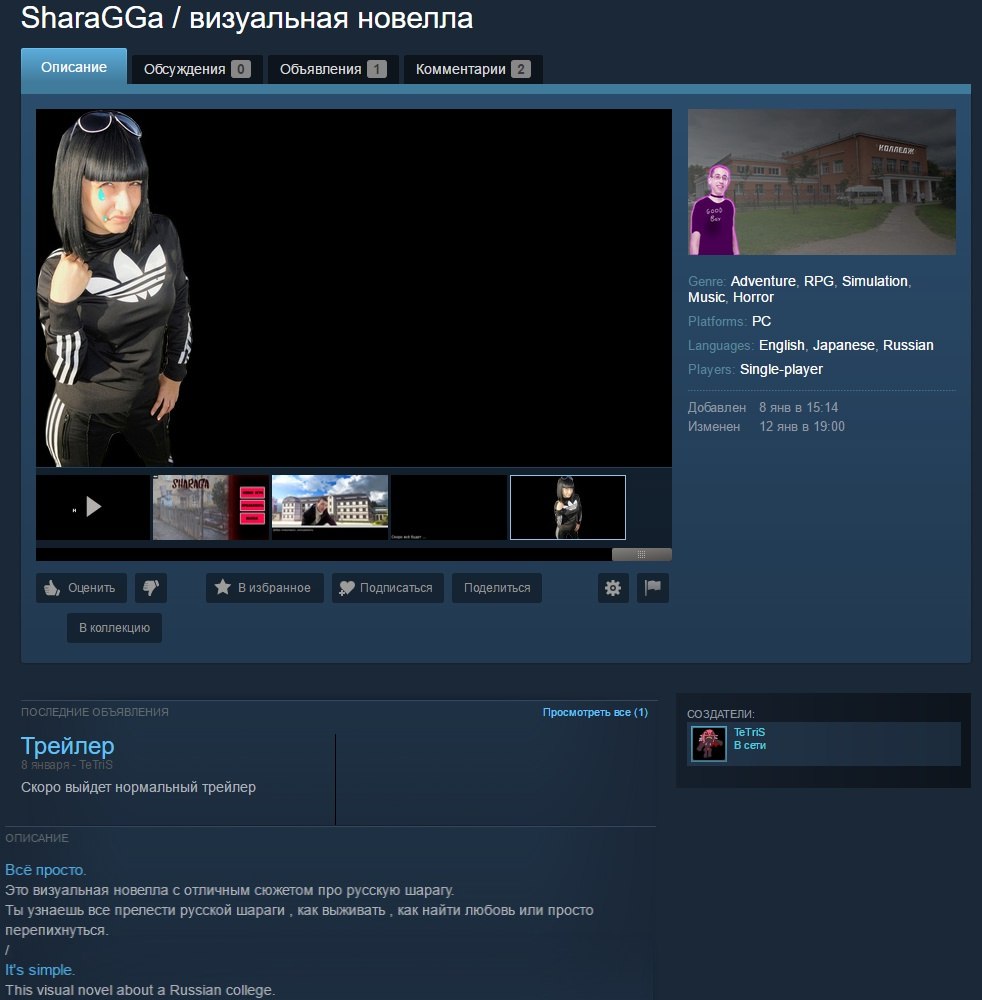 SharaGGa / визуальная новелла
Описание
Обсуждения 0
Объявления 1
Комментарии 2
КОЛЛЕДЖ
GOOD
BOY
Genre: Adventure, RPG, Simulation,
Music, Horror
Platforms: PC
Languages: English, Japanese, Russian
Players: Single-player
Добавлен 8 янв в 15:14
Изменен 12 янв в 19:00
Оценить
В избранное
Подписаться
Поделиться
В коллекцию
ПОСЛЕДНИЕ ОБЪЯВЛЕНИЯ
Просмотреть все (1)
Трейлер
8 января - TeTriS
Скоро выйдет нормальный трейлер
СОЗДАТЕЛИ:
TeTriS
В сети
ОПИСАНИЕ
Всё просто.
Это визуальная новелла с отличным сюжетом про русскую шарагу.
Ты узнаешь все прелести русской шараги , как выживать , как найти любовь или просто
перепихнуться.
/
It's simple.
This visual novel about a Russian college.